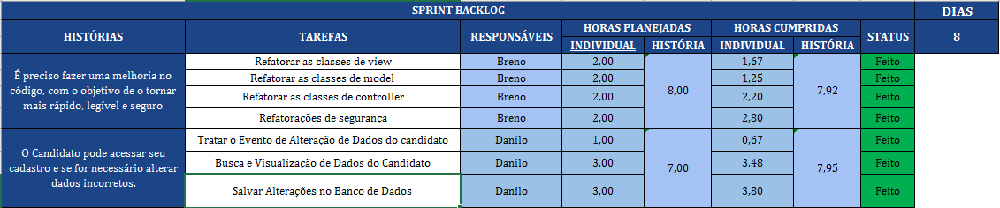 SPRINT BACKLOG DIAS
HISTÓRIAS TAREFAS RESPONSÁVEIS HORAS PLANEJADAS HORAS CUMPRIDAS STATUS 8
INDIVIDUAL HISTÓRIA INDIVIDUAL HISTÓRIA
É preciso fazer uma melhoria no
código, com o objetivo de o tornar
mais rápido, legível e seguro
Refatorar as classes de view Breno 2,00 8,00 1,67 7,92 Feito
Refatorar as classes de model Breno 2,00 1,25 Feito
Refatorar as classes de controller Breno 2,00 2,20 Feito
Refatorações de segurança Breno 2,00 2,80 Feito
O Candidato pode acessar seu
cadastro e se for necessário alterar
dados incorretos.
Tratar o Evento de Alteração de Dados do candidato Danilo 1,00 7,00 0,67 7,95 Feito
Busca e Visualização de Dados do Candidato Danilo 3,00 3,48 Feito
Salvar Alterações no Banco de Dados Danilo 3,00 3,80 Feito